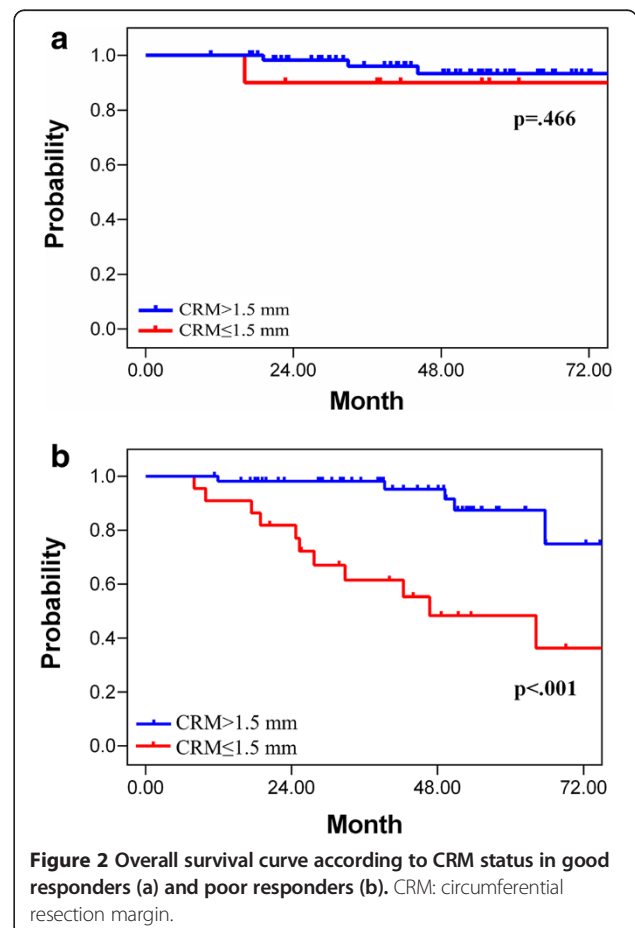 a
1.0
0.8
0.6
0.4
0.2
0.0
Probability
p=.466
CRM>1.5 mm
CRM≤1.5 mm
0.00 24.00 48.00 72.00
Month
b
1.0
0.8
0.6
0.4
0.2
0.0
Probability
p<.001
CRM>1.5 mm
CRM≤1.5 mm
0.00 24.00 48.00 72.00
Month
Figure 2 Overall survival curve according to CRM status in good
responders (a) and poor responders (b). CRM: circumferential
resection margin.